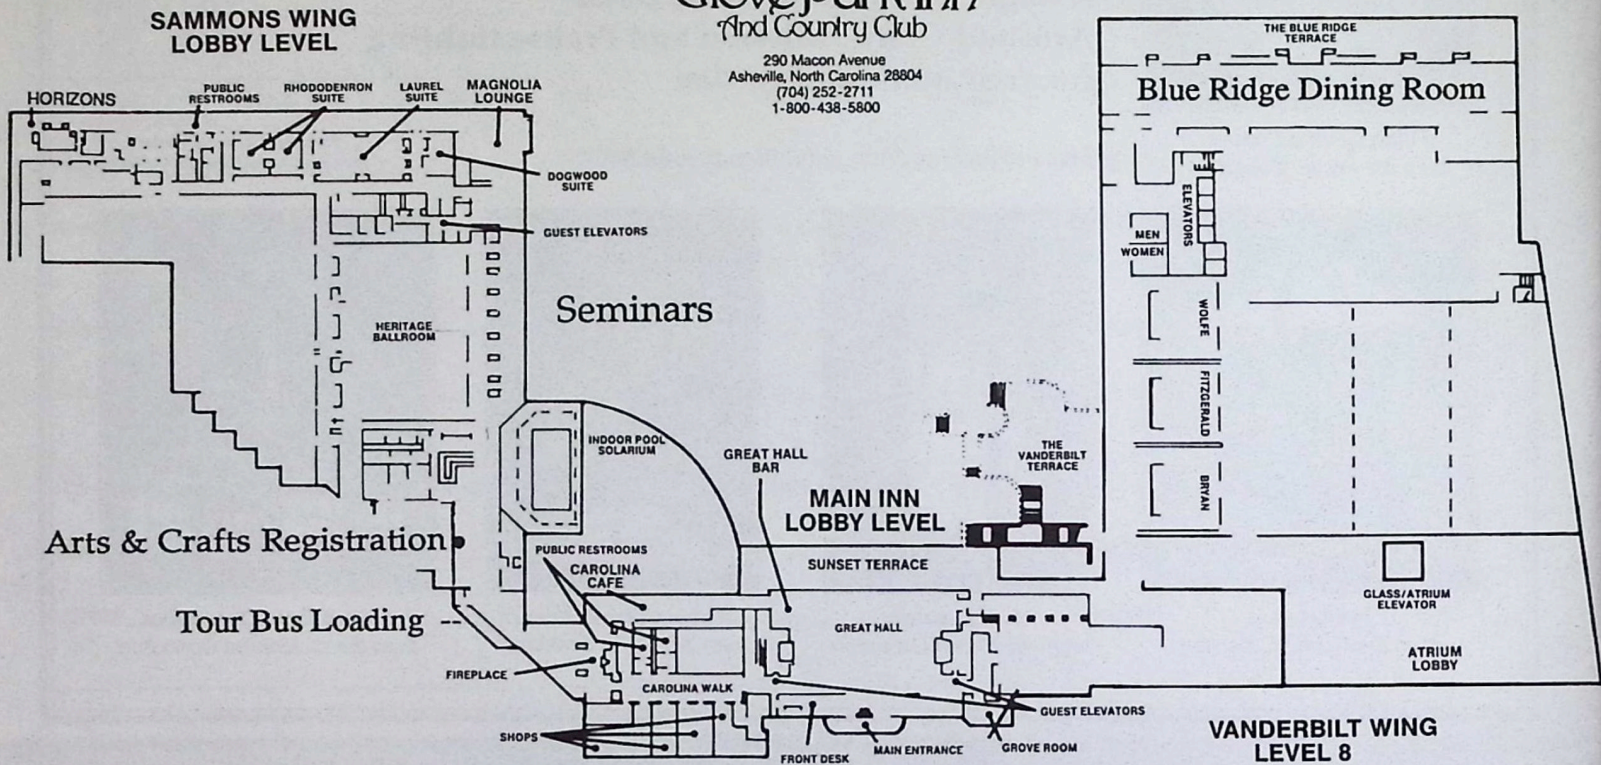 SAMMONS WING
LOBBY LEVEL
Grove Park Inn
And Country Club
290 Macon Avenue
Asheville, North Carolina 28804
(704) 252-2711
1-800-438-5800
THE BLUE RIDGE
TERRACE
Blue Ridge Dining Room
HORIZONS
PUBLIC
RESTROOMS
RHODODENRON
SUITE
LAUREL
SUITE
MAGNOLIA
LOUNGE
DOGWOOD
SUITE
GUEST ELEVATORS
ELEVATORS
MEN
WOMEN
Seminars
HERITAGE
BALLROOM
WOLFE
FITZGERALD
BRYAN
INDOOR POOL
SOLARIUM
GREAT HALL
BAR
THE
VANDERBILT
TERRACE
MAIN INN
LOBBY LEVEL
Arts & Crafts Registration
PUBLIC RESTROOMS
CAROLINA
CAFE
SUNSET TERRACE
GLASS/ATRIUM
ELEVATOR
Tour Bus Loading
GREAT HALL
ATRIUM
LOBBY
FIREPLACE
CAROLINA WALK
GUEST ELEVATORS
SHOPS
FRONT DESK
MAIN ENTRANCE
GROVE ROOM
VANDERBILT WING
LEVEL 8